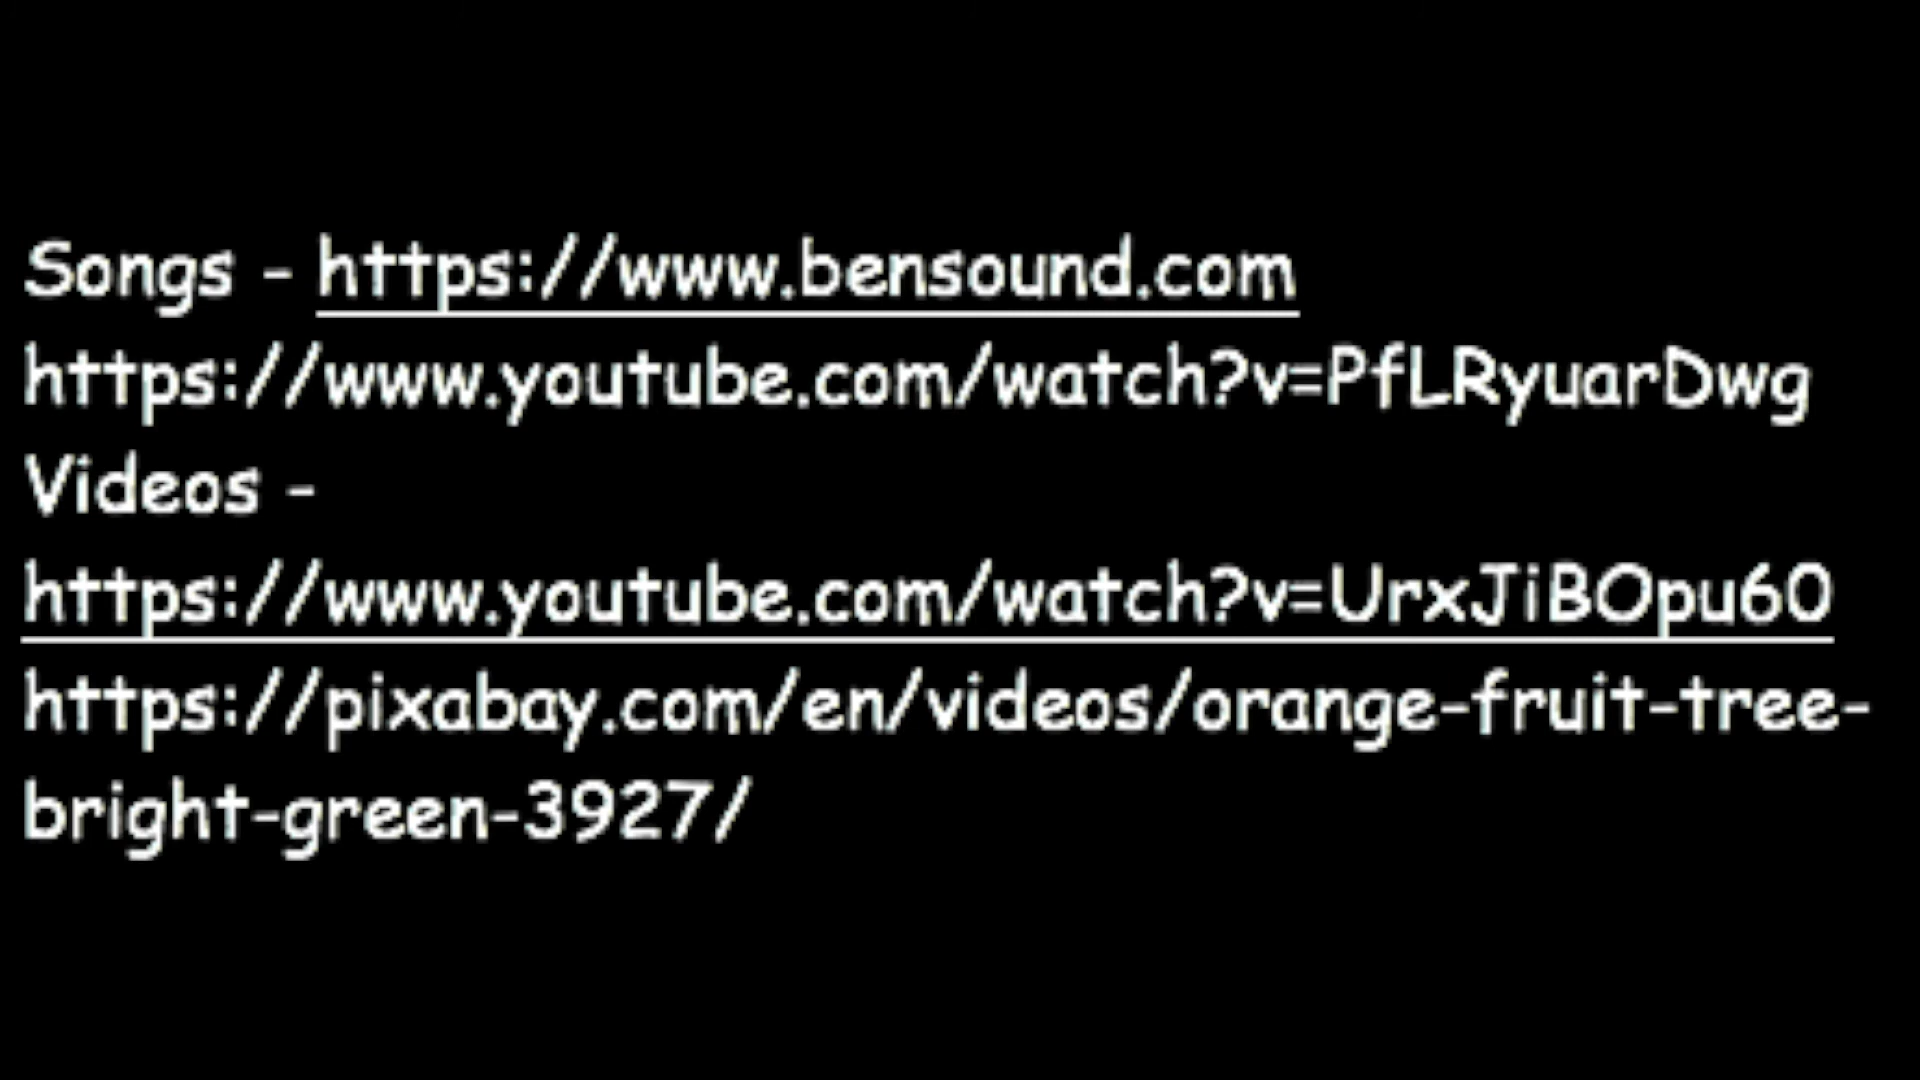 Songs - https://www.bensound.com
https://www.youtube.com/watch?v=PfLRyuarDwg
Videos -
https://www.youtube.com/watch?v=UrxJiBOpu60
https://pixabay.com/en/videos/orange-fruit-tree-
bright-green-3927/